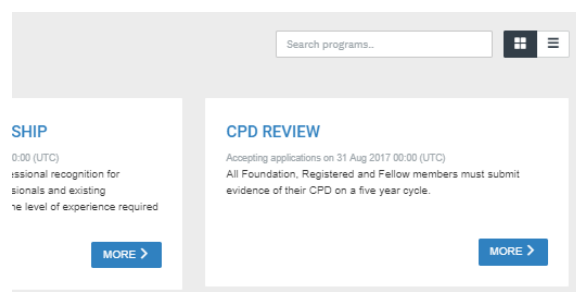 Search programs..
SHIP
0:00 (UTC)
essional recognition for
sionals and existing
level of experience required
MORE
CPD REVIEW
Accepting applications on 31 Aug 2017 00:00 (UTC)
All Foundation, Registered and Fellow members must submit
evidence of their CPD on a five year cycle.
MORE